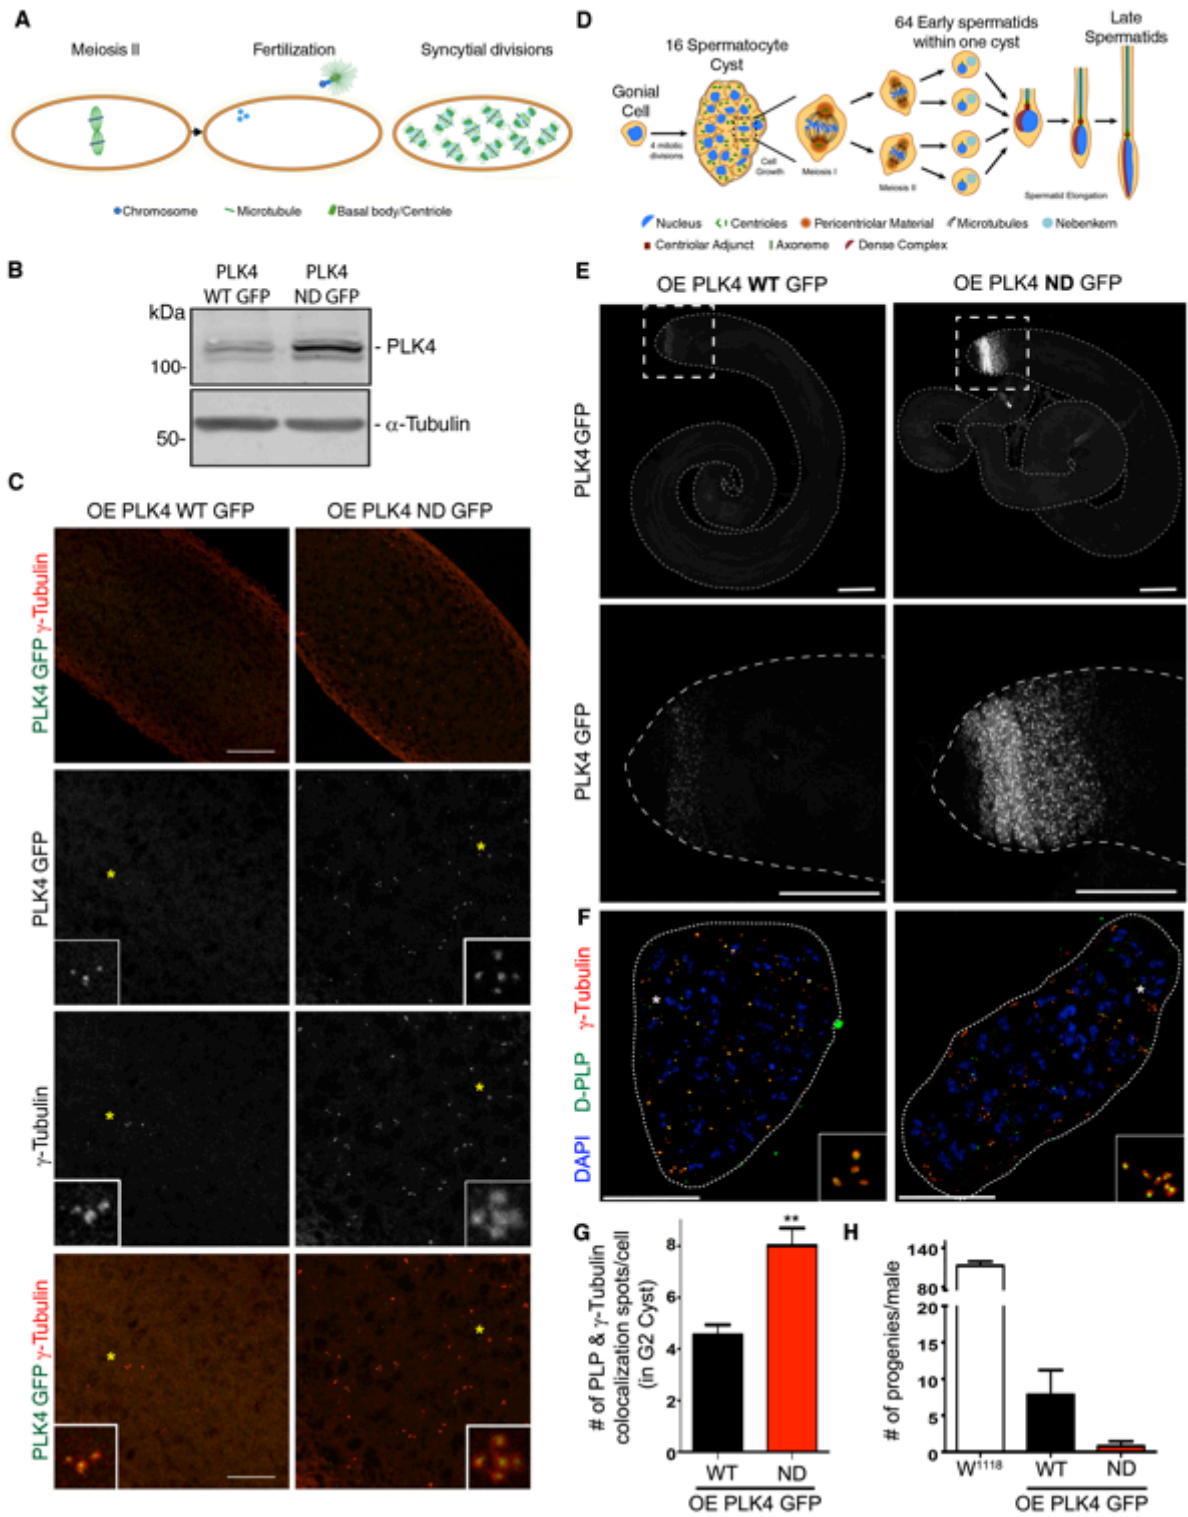 A
Meiosis II
Fertilization
Syncytial divisions
Chromosome
Microtubule
Basal body/Centriole
B
PLK4
WT GFP
PLK4
ND GFP
kDa
100-
- PLK4
50-
- α-Tubulin
C
OE PLK4 WT GFP
OE PLK4 ND GFP
PLK4 GFP γ-Tubulin
*
*
PLK4 GFP
*
*
γ-Tubulin
*
*
PLK4 GFP γ-Tubulin
D
Gonial
Cell
4 mitotic
divisions
16 Spermatocyte
Cyst
Cell
Growth
Meiosis I
Meiosis II
64 Early spermatids
within one cyst
Spermatid Elongation
Late
Spermatids
Nucleus
Centrioles
Pericentriolar Material
Microtubules
Nebenkern
Centriolar Adjunct
Axoneme
Dense Complex
E
OE PLK4 WT GFP
OE PLK4 ND GFP
PLK4 GFP
PLK4 GFP
F
DAPI D-PLP γ-Tubulin
*
*
G
# of PLP & γ-Tubulin
colocalization spots/cell
(in G2 Cyst)
8
6
4
2
0
**
WT
ND
OE PLK4 GFP
H
# of progenies/male
140
80
20
15
10
5
0
W1118
WT
ND
OE PLK4 GFP